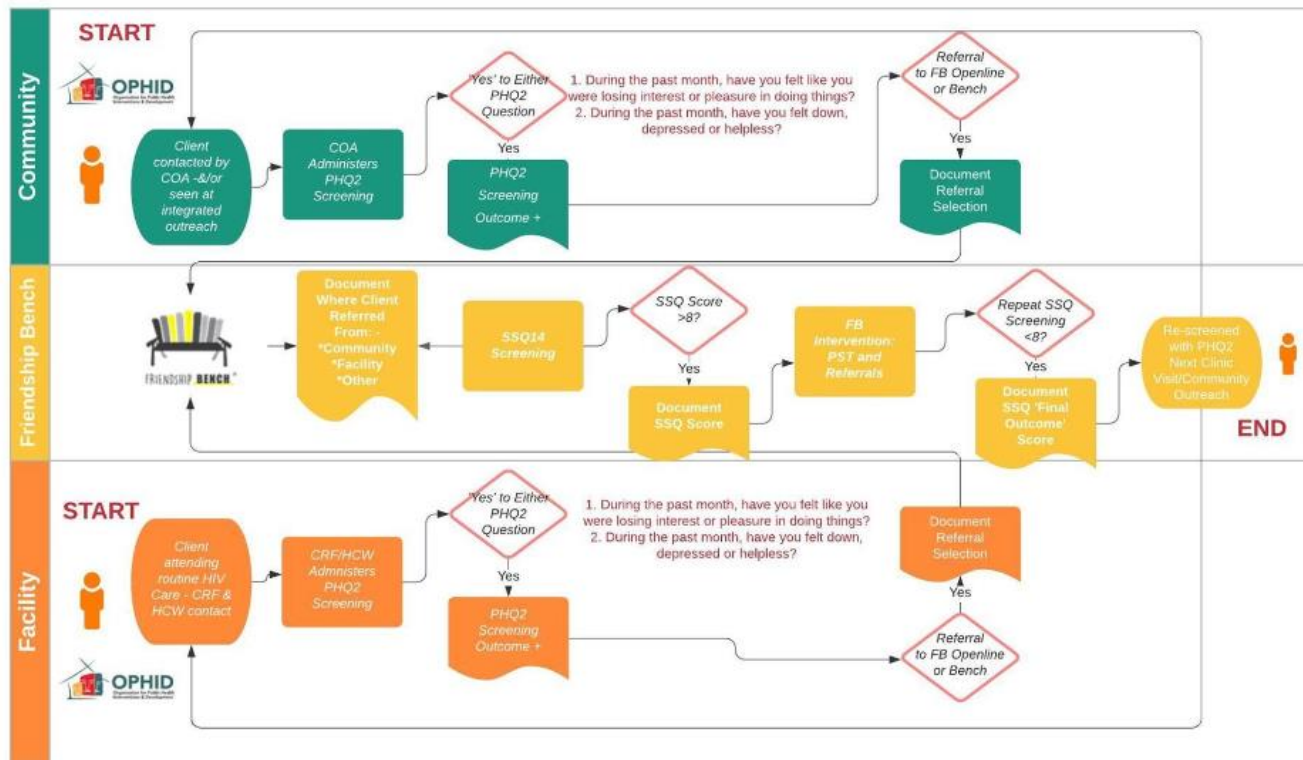 Community
START
OPHID
Client
contacted by
COA -&/or
seen at
integrated
outreach
COA
Administers
PHQ2
Screening
'Yes' to Either
PHQ2
Question
Yes
PHQ2
Screening
Outcome +
1. During the past month, have you felt like you
were losing interest or pleasure in doing things?
2. During the past month, have you felt down,
depressed or helpless?
Referral
to FB Openline
or Bench
Yes
Document
Referral
Selection
Friendship Bench
FRIENDSHIP BENCH
Document
Where Client
Referred
From: -
*Community
*Facility
*Other
SSQ14
Screening
SSQ Score
>8?
Yes
Document
SSQ Score
FB
Intervention:
PST and
Referrals
Repeat SSQ
Screening
<8?
Yes
Document
SSQ 'Final
Outcome'
Score
Re-screened
with PHQ2
Next Clinic
Visit/Community
Outreach
END
Facility
START
Client
attending
routine HIV
Care - CRF &
HCW contact
OPHID
CRF/HCW
Admnisters
PHQ2
Screening
'Yes' to Either
PHQ2
Question
Yes
PHQ2
Screening
Outcome +
1. During the past month, have you felt like you
were losing interest or pleasure in doing things?
2. During the past month, have you felt down,
depressed or helpless?
Document
Referral
Selection
Yes
Referral
to FB Openline
or Bench